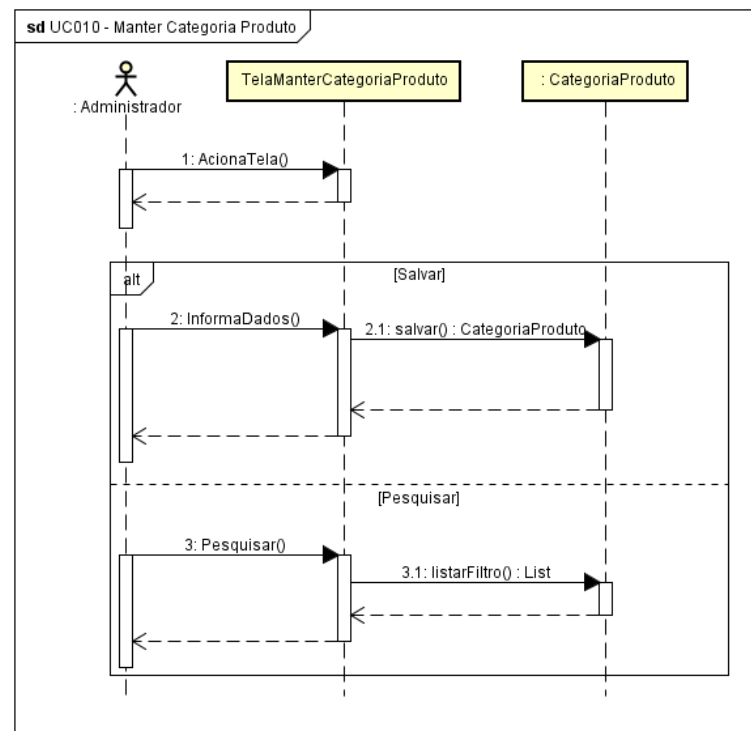 sd UC010 - Manter Categoria Produto
: Administrador
TelaManterCategoriaProduto
: CategoriaProduto
1: AcionaTela()
alt
[Salvar]
2: InformaDados()
2.1: salvar() : CategoriaProduto
[Pesquisar]
3: Pesquisar()
3.1: listarFiltro() : List